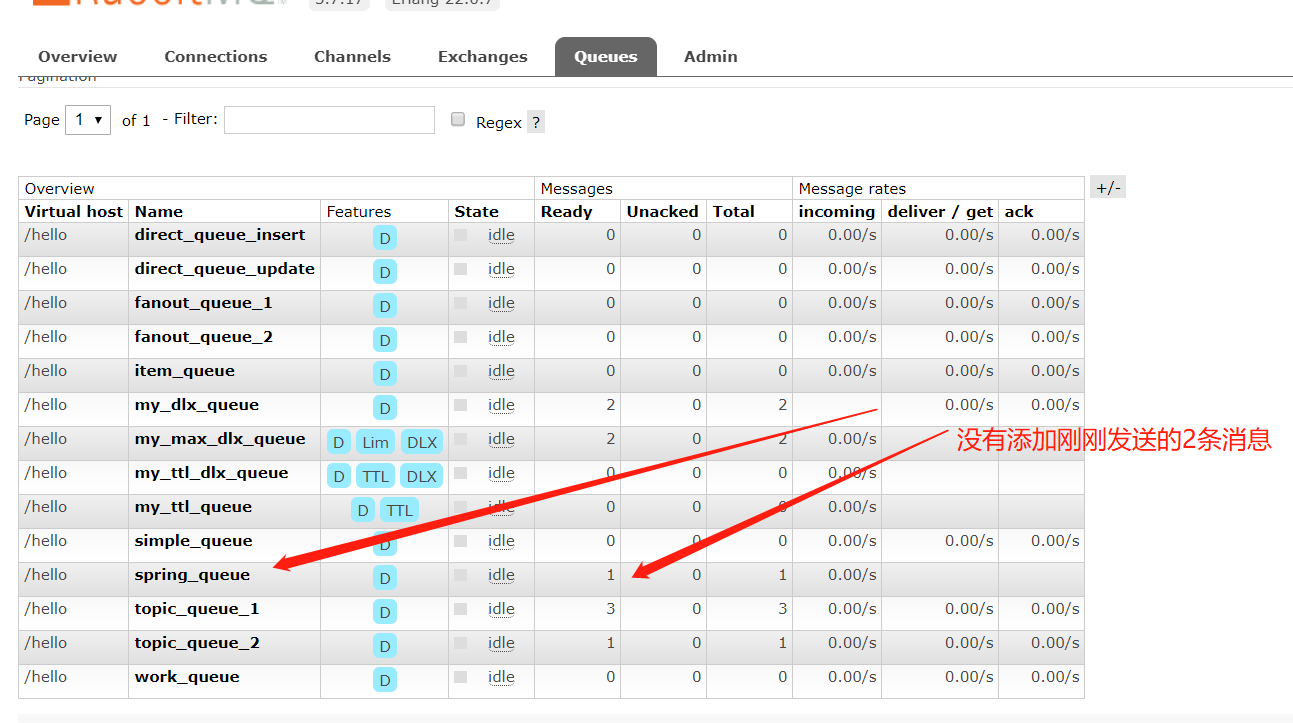 3.7.17 Erlang 22.0.7
Overview Connections Channels Exchanges Queues Admin
Pagination
Page 1 ▾ of 1 - Filter: Regex ?
Overview Messages Message rates +/-
Virtual host Name Features State Ready Unacked Total incoming deliver / get ack
/hello direct_queue_insert D idle 0 0 0 0.00/s 0.00/s 0.00/s
/hello direct_queue_update D idle 0 0 0 0.00/s 0.00/s 0.00/s
/hello fanout_queue_1 D idle 0 0 0 0.00/s 0.00/s 0.00/s
/hello fanout_queue_2 D idle 0 0 0 0.00/s 0.00/s 0.00/s
/hello item_queue D idle 0 0 0 0.00/s 0.00/s 0.00/s
/hello my_dlx_queue D idle 2 0 2 0.00/s 0.00/s
/hello my_max_dlx_queue D Lim DLX idle 2 0 2 0.00/s
没有添加刚刚发送的2条消息
/hello my_ttl_dlx_queue D TTL DLX idle 0 0 0 0.00/s
/hello my_ttl_queue D TTL idle 0 0 0 0.00/s
/hello simple_queue D idle 0 0 0 0.00/s 0.00/s 0.00/s
/hello spring_queue D idle 1 0 1 0.00/s
/hello topic_queue_1 D idle 3 0 3 0.00/s 0.00/s 0.00/s
/hello topic_queue_2 D idle 1 0 1 0.00/s 0.00/s 0.00/s
/hello work_queue D idle 0 0 0 0.00/s 0.00/s 0.00/s